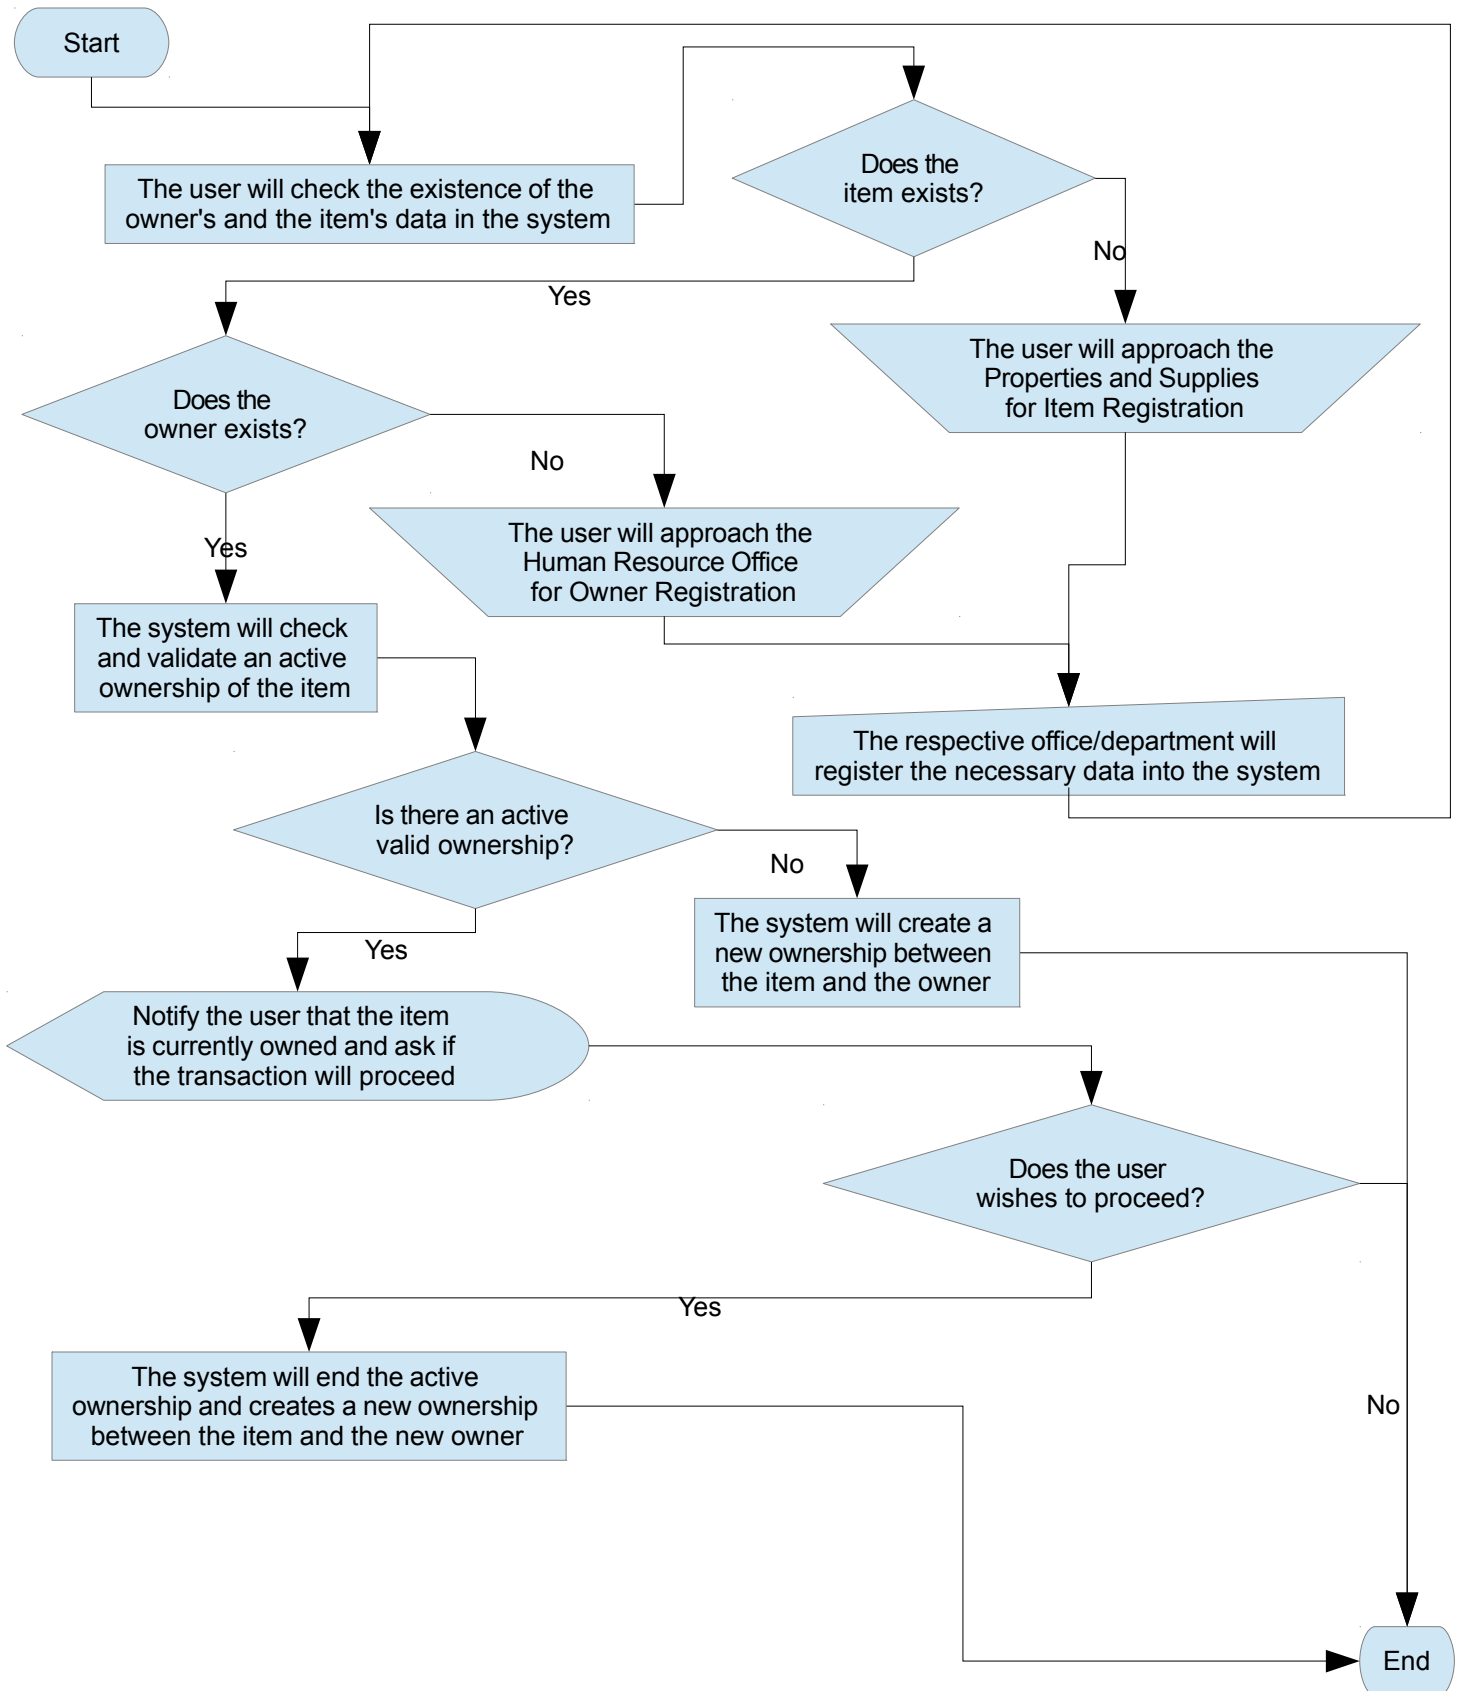 Start
The user will check the existence of the
owner's and the item's data in the system
Does the
item exists?
No
Yes
The user will approach the
Properties and Supplies
for Item Registration
Does the
owner exists?
No
Yes
The user will approach the
Human Resource Office
for Owner Registration
The system will check
and validate an active
ownership of the item
The respective office/department will
register the necessary data into the system
Is there an active
valid ownership?
No
Yes
The system will create a
new ownership between
the item and the owner
Notify the user that the item
is currently owned and ask if
the transaction will proceed
Does the user
wishes to proceed?
Yes
The system will end the active
ownership and creates a new ownership
between the item and the new owner
No
End